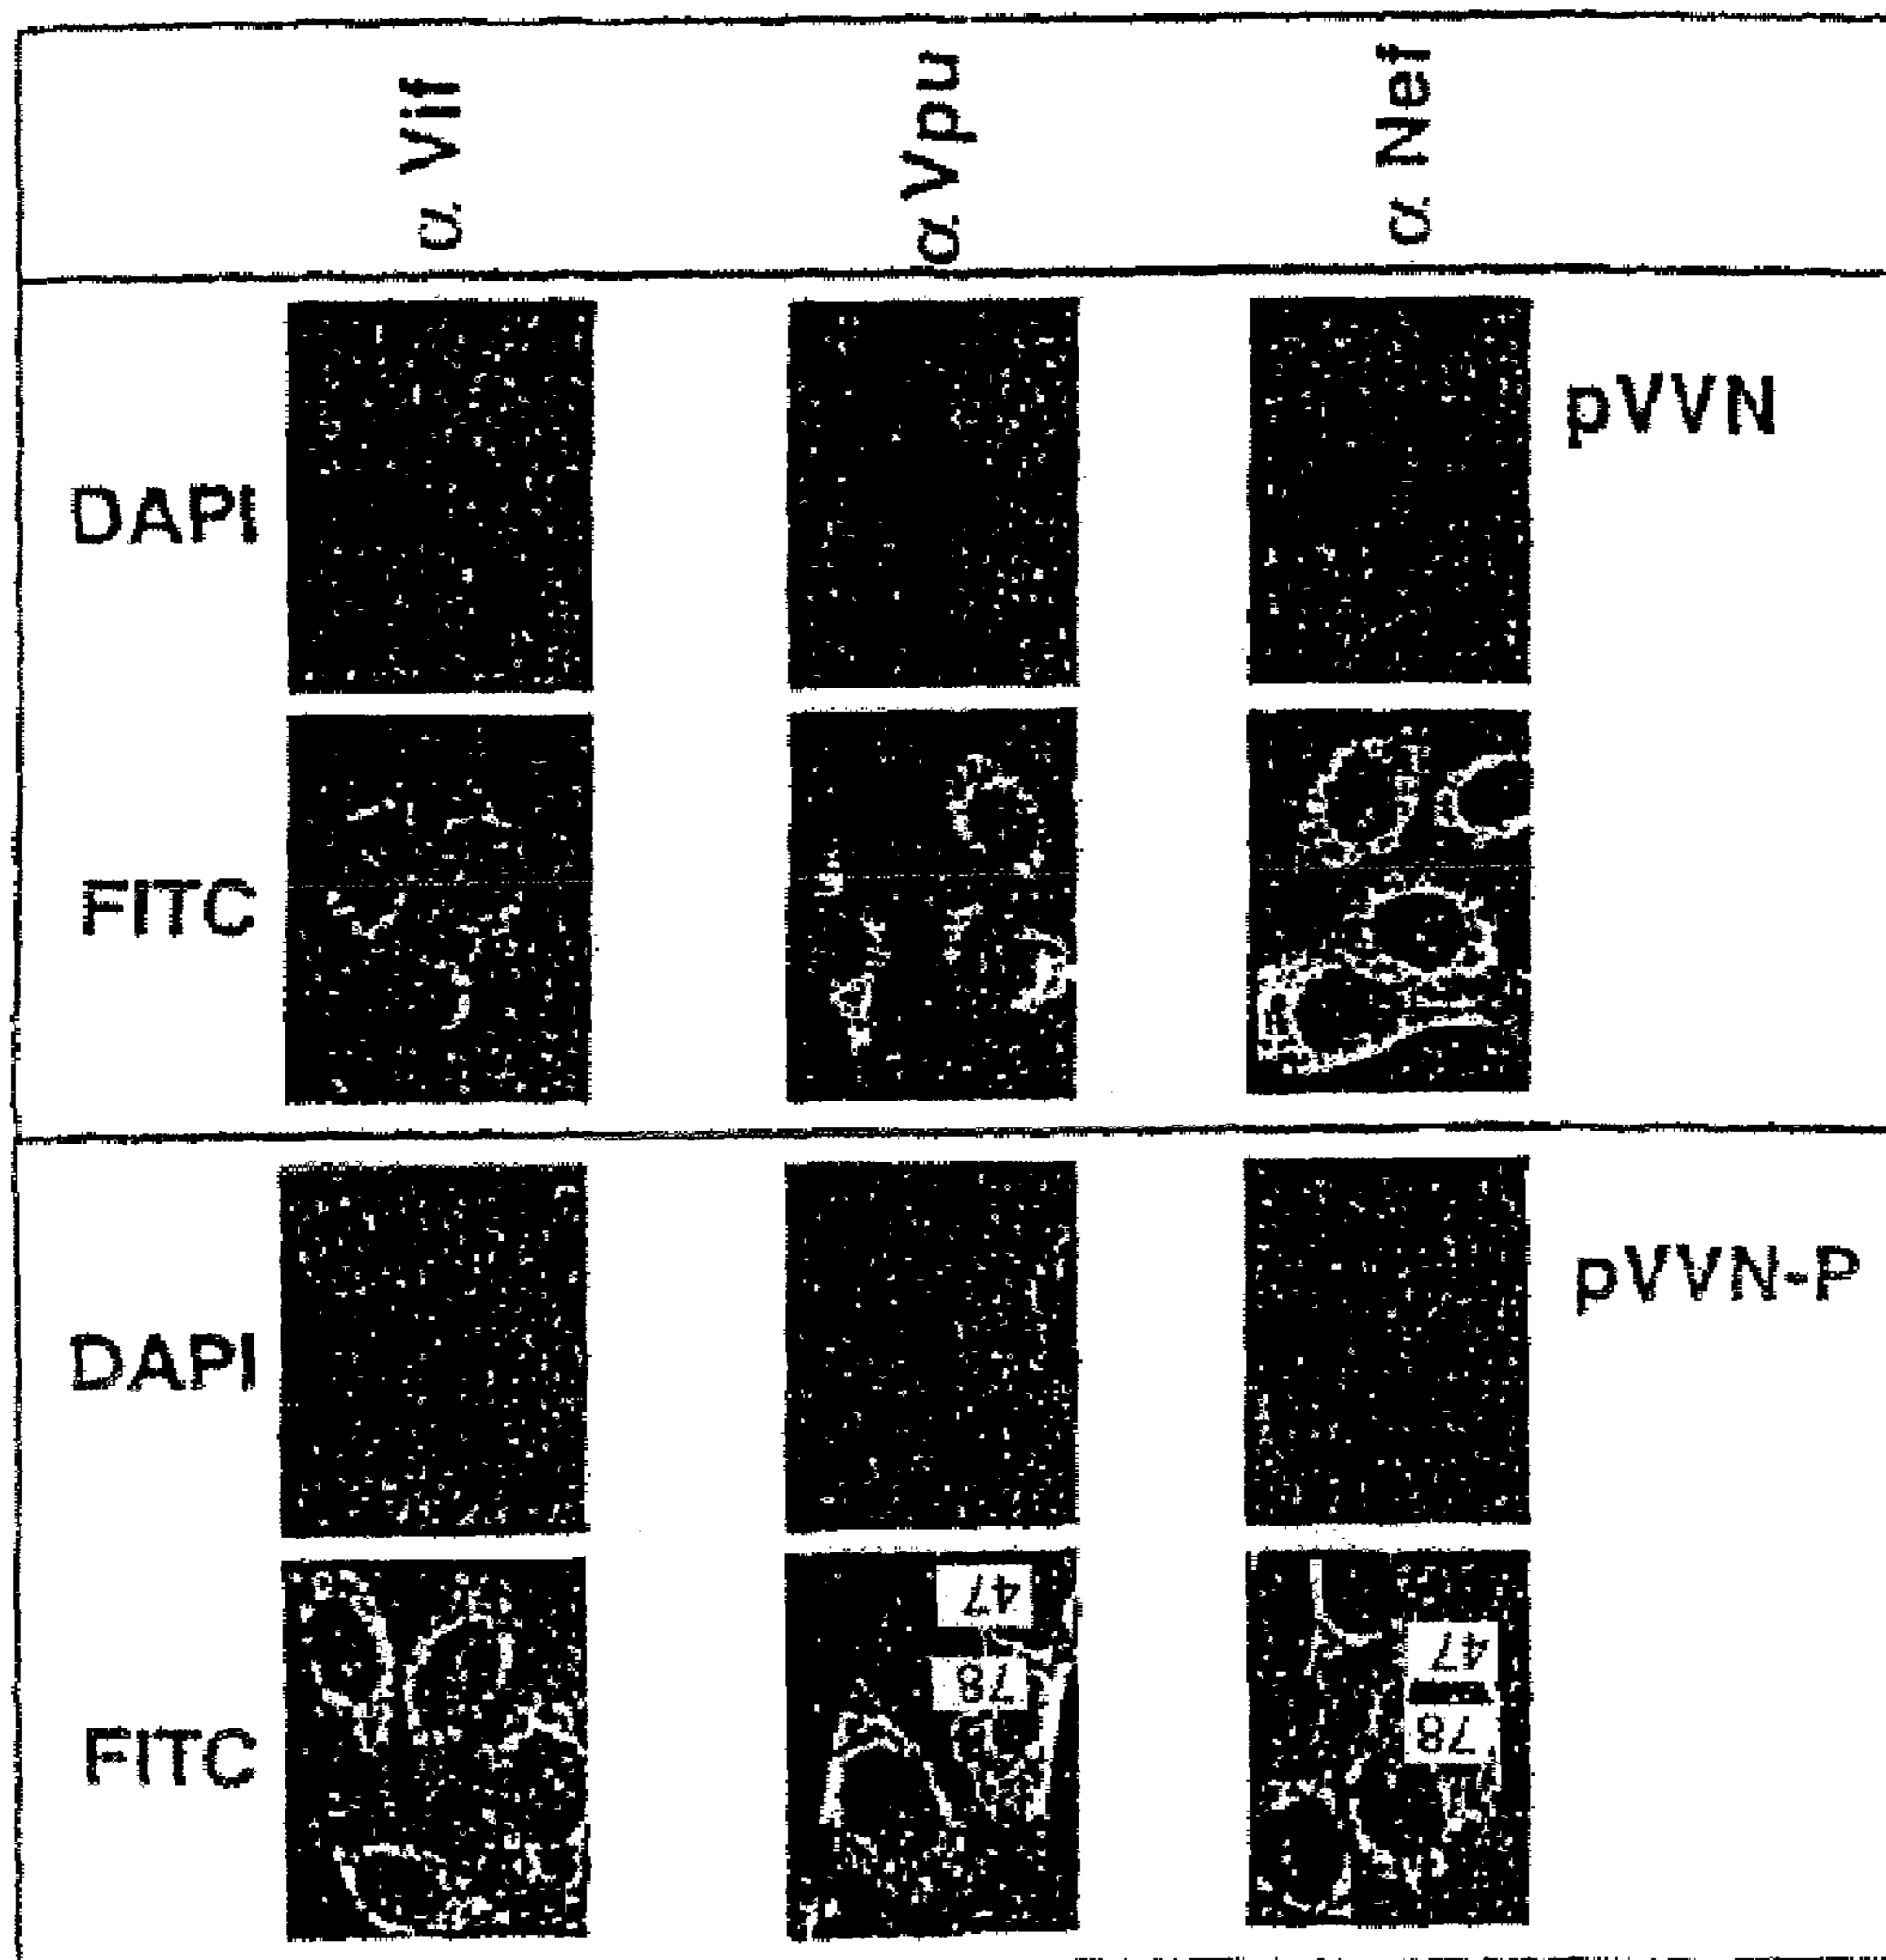 α Vif
α Vpu
α Nef
pVVN
DAPI
FITC
pVVN-P
DAPI
FITC
47
78
47
78